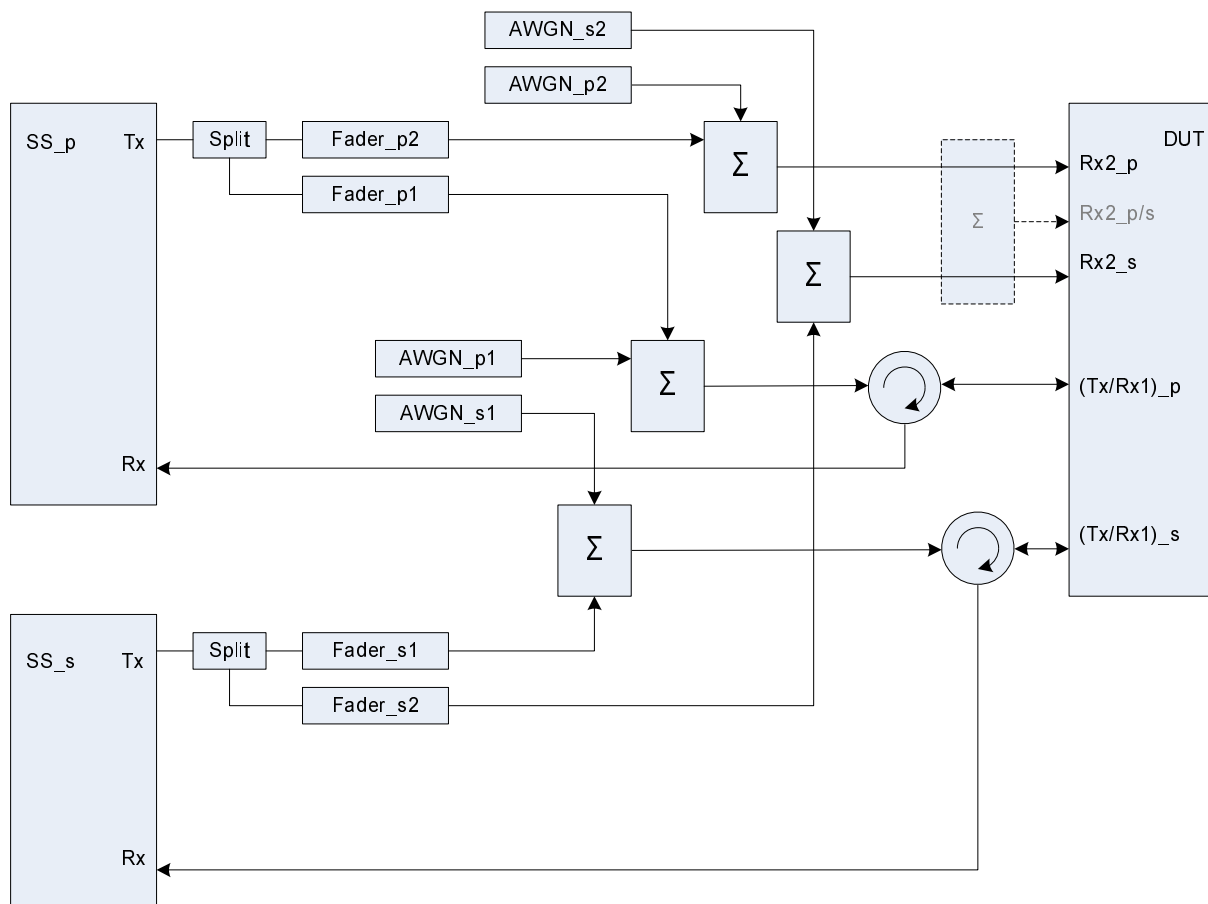 AWGN_s2
AWGN_p2
SS_p
Tx
Split
Fader_p2
Fader_p1
Σ
DUT
Rx2_p
Σ
Rx2_p/s
Σ
Rx2_s
AWGN_p1
AWGN_s1
Σ
(Tx/Rx1)_p
Rx
Σ
(Tx/Rx1)_s
SS_s
Tx
Split
Fader_s1
Fader_s2
Rx